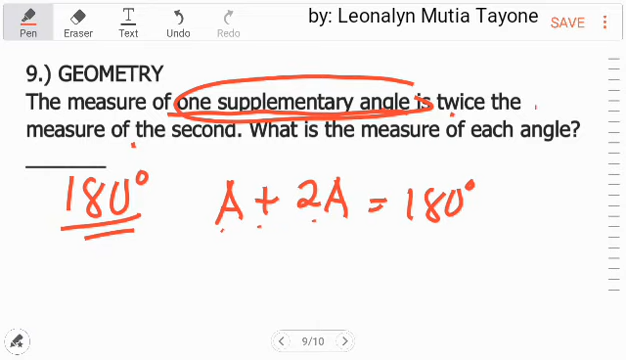 by: Leonalyn Mutia Tayone
Pen Eraser Text Undo Redo SAVE
9.) GEOMETRY
The measure of one supplementary angle is twice the
measure of the second. What is the measure of each angle?
180° A + 2A = 180°
9/10